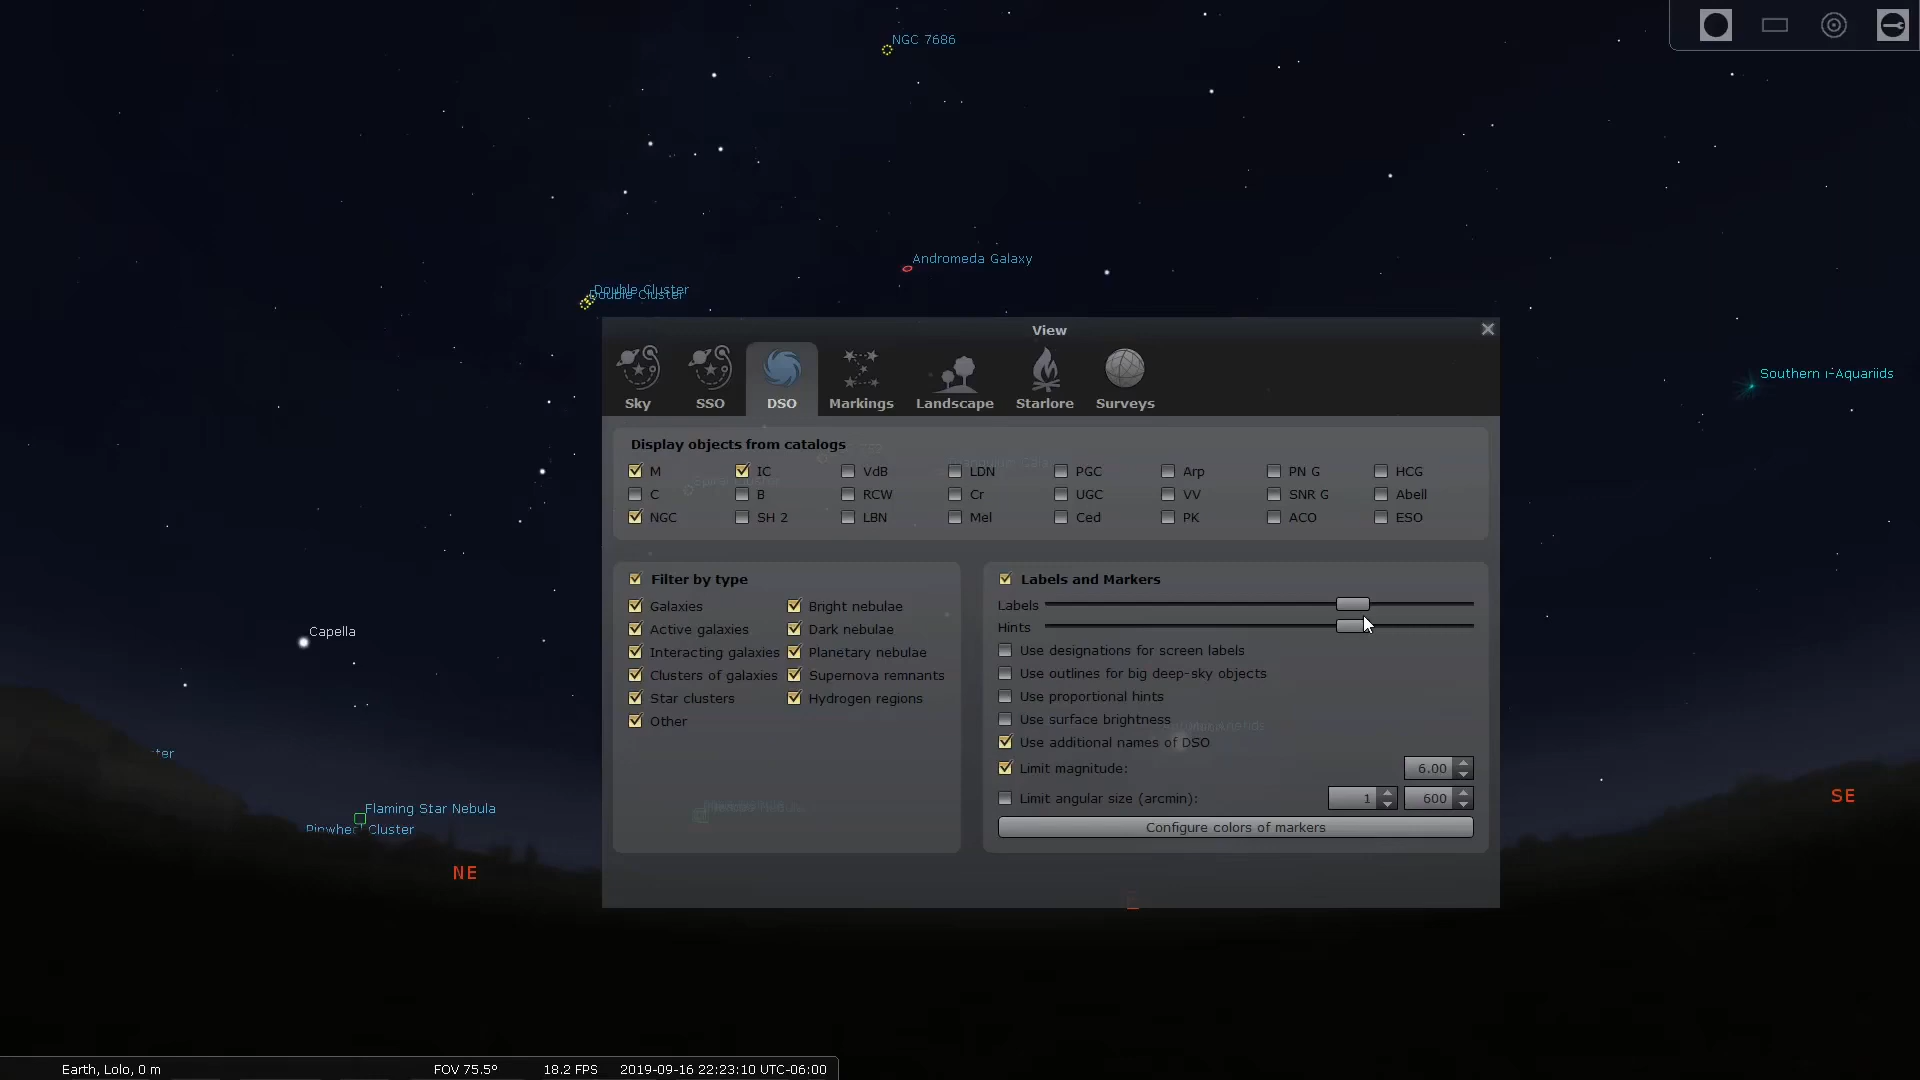 NGC 7686
Andromeda Galaxy
Double Cluster
Double Cluster
View
Southern ι-Aquariids
Sky SSO DSO Markings Landscape Starlore Surveys
Display objects from catalogs
M IC VdB LDN PGC Arp PN G HCG
C B RCW Cr UGC VV SNR G Abell
NGC SH 2 LBN Mel Ced PK ACO ESO
Filter by type
Galaxies Bright nebulae
Active galaxies Dark nebulae
Interacting galaxies Planetary nebulae
Clusters of galaxies Supernova remnants
Star clusters Hydrogen regions
Other
Labels and Markers
Labels
Hints
Use designations for screen labels
Use outlines for big deep-sky objects
Use proportional hints
Use surface brightness
Use additional names of DSO
Limit magnitude: 6.00
Limit angular size (arcmin): 1 600
Configure colors of markers
Capella
ter
Flaming Star Nebula
Pinwheel Cluster
NE
E
SE
Earth, Lolo, 0 m FOV 75.5° 18.2 FPS 2019-09-16 22:23:10 UTC-06:00